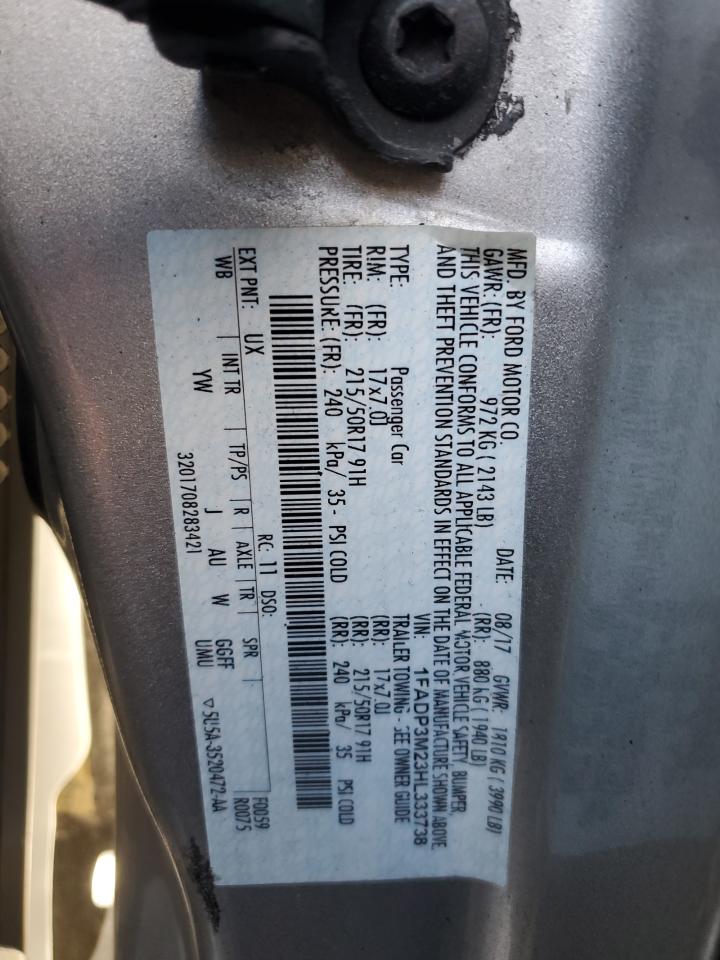 MFD. BY FORD MOTOR CO. DATE: 08/17 GVWR: 1810 KG ( 3990 LB)
GAWR: (FR): 972 KG ( 2143 LB) (RR): 880 KG ( 1940 LB)
THIS VEHICLE CONFORMS TO ALL APPLICABLE FEDERAL MOTOR VEHICLE SAFETY, BUMPER,
AND THEFT PREVENTION STANDARDS IN EFFECT ON THE DATE OF MANUFACTURE SHOWN ABOVE.
VIN: 1FADP3M23HL333738
TYPE: Passenger Car TRAILER TOWING - SEE OWNER GUIDE
RIM: (FR): 17x7.0J (RR): 17x7.0J
TIRE: (FR): 215/50R17 91H (RR): 215/50R17 91H
PRESSURE: (FR): 240 kPa/ 35- PSI COLD (RR): 240 kPa/ 35 PSI COLD
RC: 11 DSO: F0059
EXT PNT: UX R0075
WB INT TR TP/PS R AXLE TR SPR
YW J AU W GGFF
UMU
3201708283421 ▽5U5A-3520472-AA